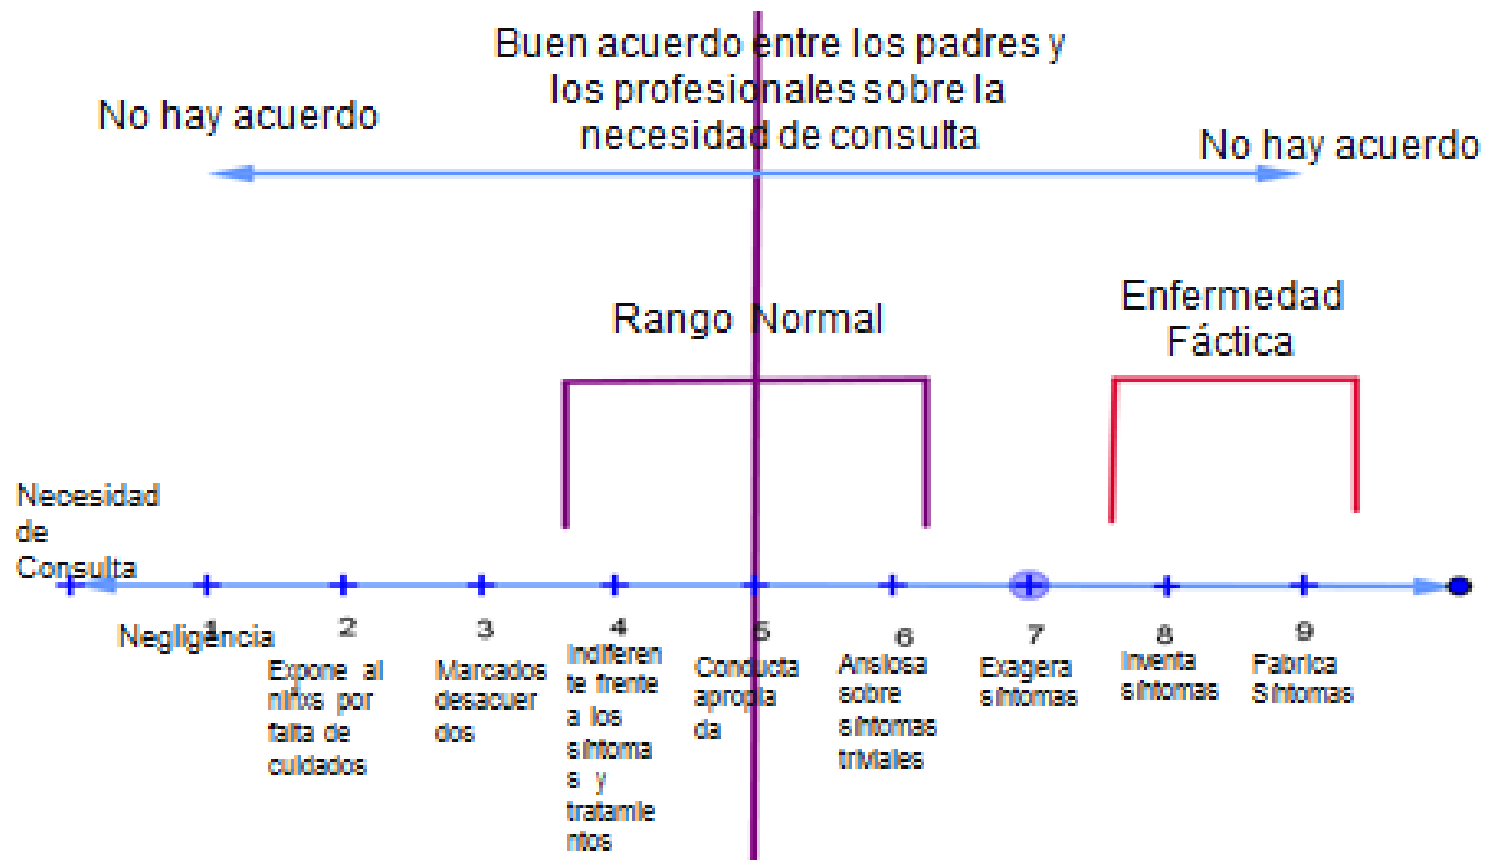 Buen acuerdo entre los padres y
los profesionales sobre la
necesidad de consulta
No hay acuerdo
No hay acuerdo
Rango Normal
Enfermedad
Fáctica
Necesidad
de
Consulta
1
2
3
4
5
6
7
8
9
Negligencia
Expone al
niñxs por
falta de
cuidados
Marcados
desacuer
dos
Indiferen
te frente
a los
síntoma
s y
tratamie
ntos
Conducta
apropia
da
Ansiosa
sobre
síntomas
triviales
Exagera
síntomas
Inventa
síntomas
Fabrica
Síntomas